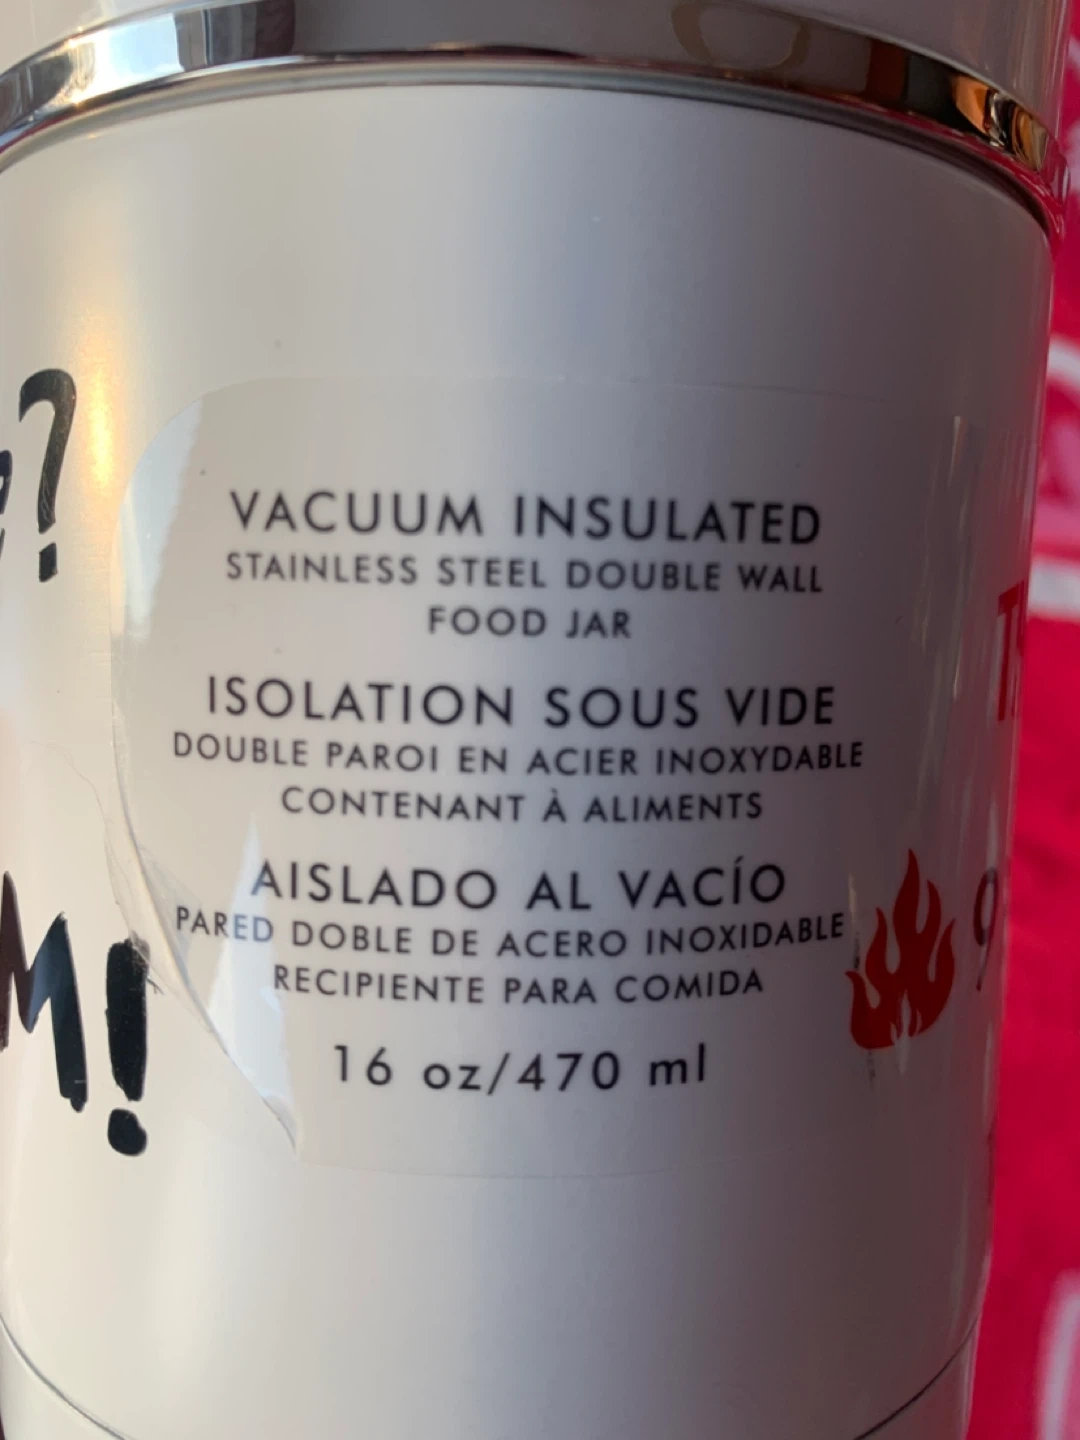 VACUUM INSULATED
STAINLESS STEEL DOUBLE WALL
FOOD JAR
ISOLATION SOUS VIDE
DOUBLE PAROI EN ACIER INOXYDABLE
CONTENANT À ALIMENTS
AISLADO AL VACÍO
PARED DOBLE DE ACERO INOXIDABLE
RECIPIENTE PARA COMIDA
16 oz/470 ml